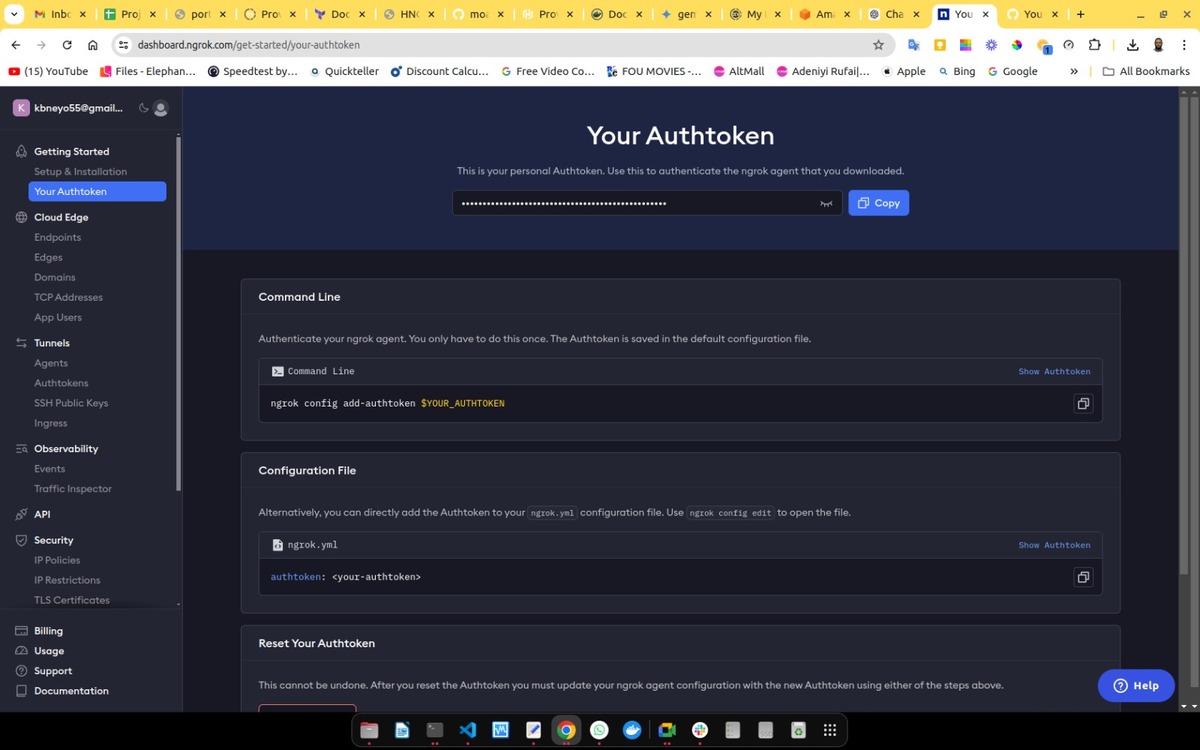 Inbo
Proj
port
Prov
Doc
HNG
moa
Prov
Doc
gem
My
Ama
Cha
You
You
dashboard.ngrok.com/get-started/your-authtoken
(15) YouTube
Files - Elephan...
Speedtest by...
Quickteller
Discount Calcu...
Free Video Co...
FOU MOVIES -...
AltMall
Adeniyi Rufai|...
Apple
Bing
Google
»
All Bookmarks
K kbneyo55@gmail...
Getting Started
Setup & Installation
Your Authtoken
Cloud Edge
Endpoints
Edges
Domains
TCP Addresses
App Users
Tunnels
Agents
Authtokens
SSH Public Keys
Ingress
Observability
Events
Traffic Inspector
API
Security
IP Policies
IP Restrictions
TLS Certificates
Billing
Usage
Support
Documentation
Your Authtoken
This is your personal Authtoken. Use this to authenticate the ngrok agent that you downloaded.
Copy
Command Line
Authenticate your ngrok agent. You only have to do this once. The Authtoken is saved in the default configuration file.
Command Line
Show Authtoken
ngrok config add-authtoken $YOUR_AUTHTOKEN
Configuration File
Alternatively, you can directly add the Authtoken to your ngrok.yml configuration file. Use ngrok config edit to open the file.
ngrok.yml
Show Authtoken
authtoken: <your-authtoken>
Reset Your Authtoken
This cannot be undone. After you reset the Authtoken you must update your ngrok agent configuration with the new Authtoken using either of the steps above.
Help